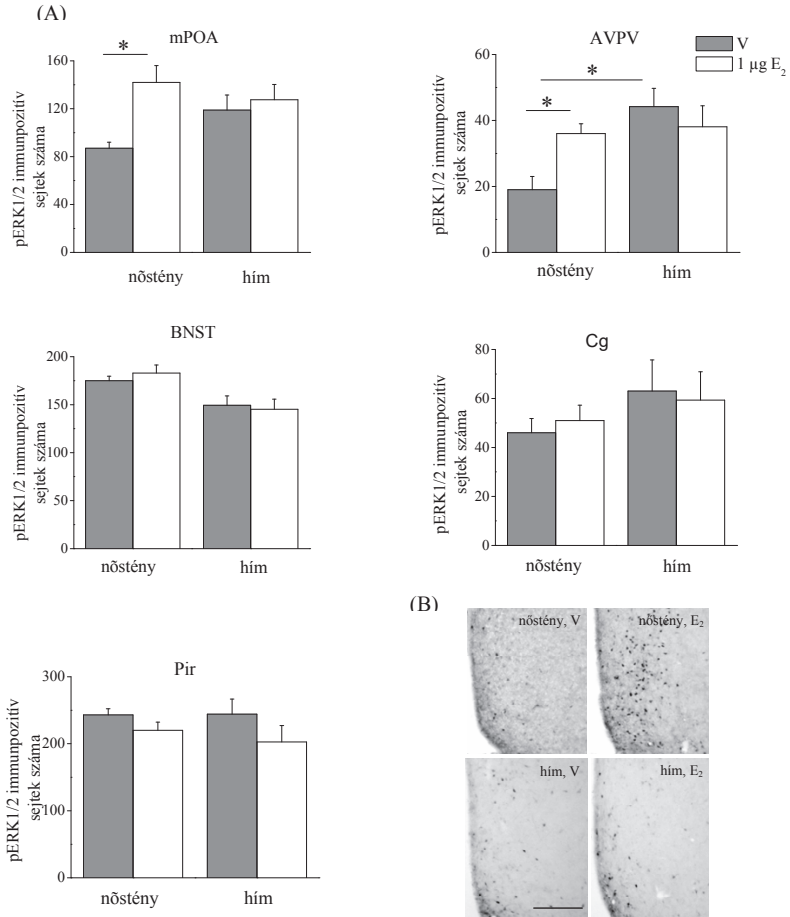 (A)
mPOA
pERK1/2 immunpozitív
sejtek száma
160
120
80
40
0
*
nõstény
hím
AVPV
V
1 µg E₂
pERK1/2 immunpozitív
sejtek száma
60
40
20
0
*
*
nõstény
hím
BNST
pERK1/2 immunpozitív
sejtek száma
200
150
100
50
0
nõstény
hím
Cg
pERK1/2 immunpozitív
sejtek száma
80
60
40
20
0
nõstény
hím
Pir
pERK1/2 immunpozitív
sejtek száma
300
200
100
0
nõstény
hím
(B)
nőstény, V
nőstény, E₂
hím, V
hím, E₂